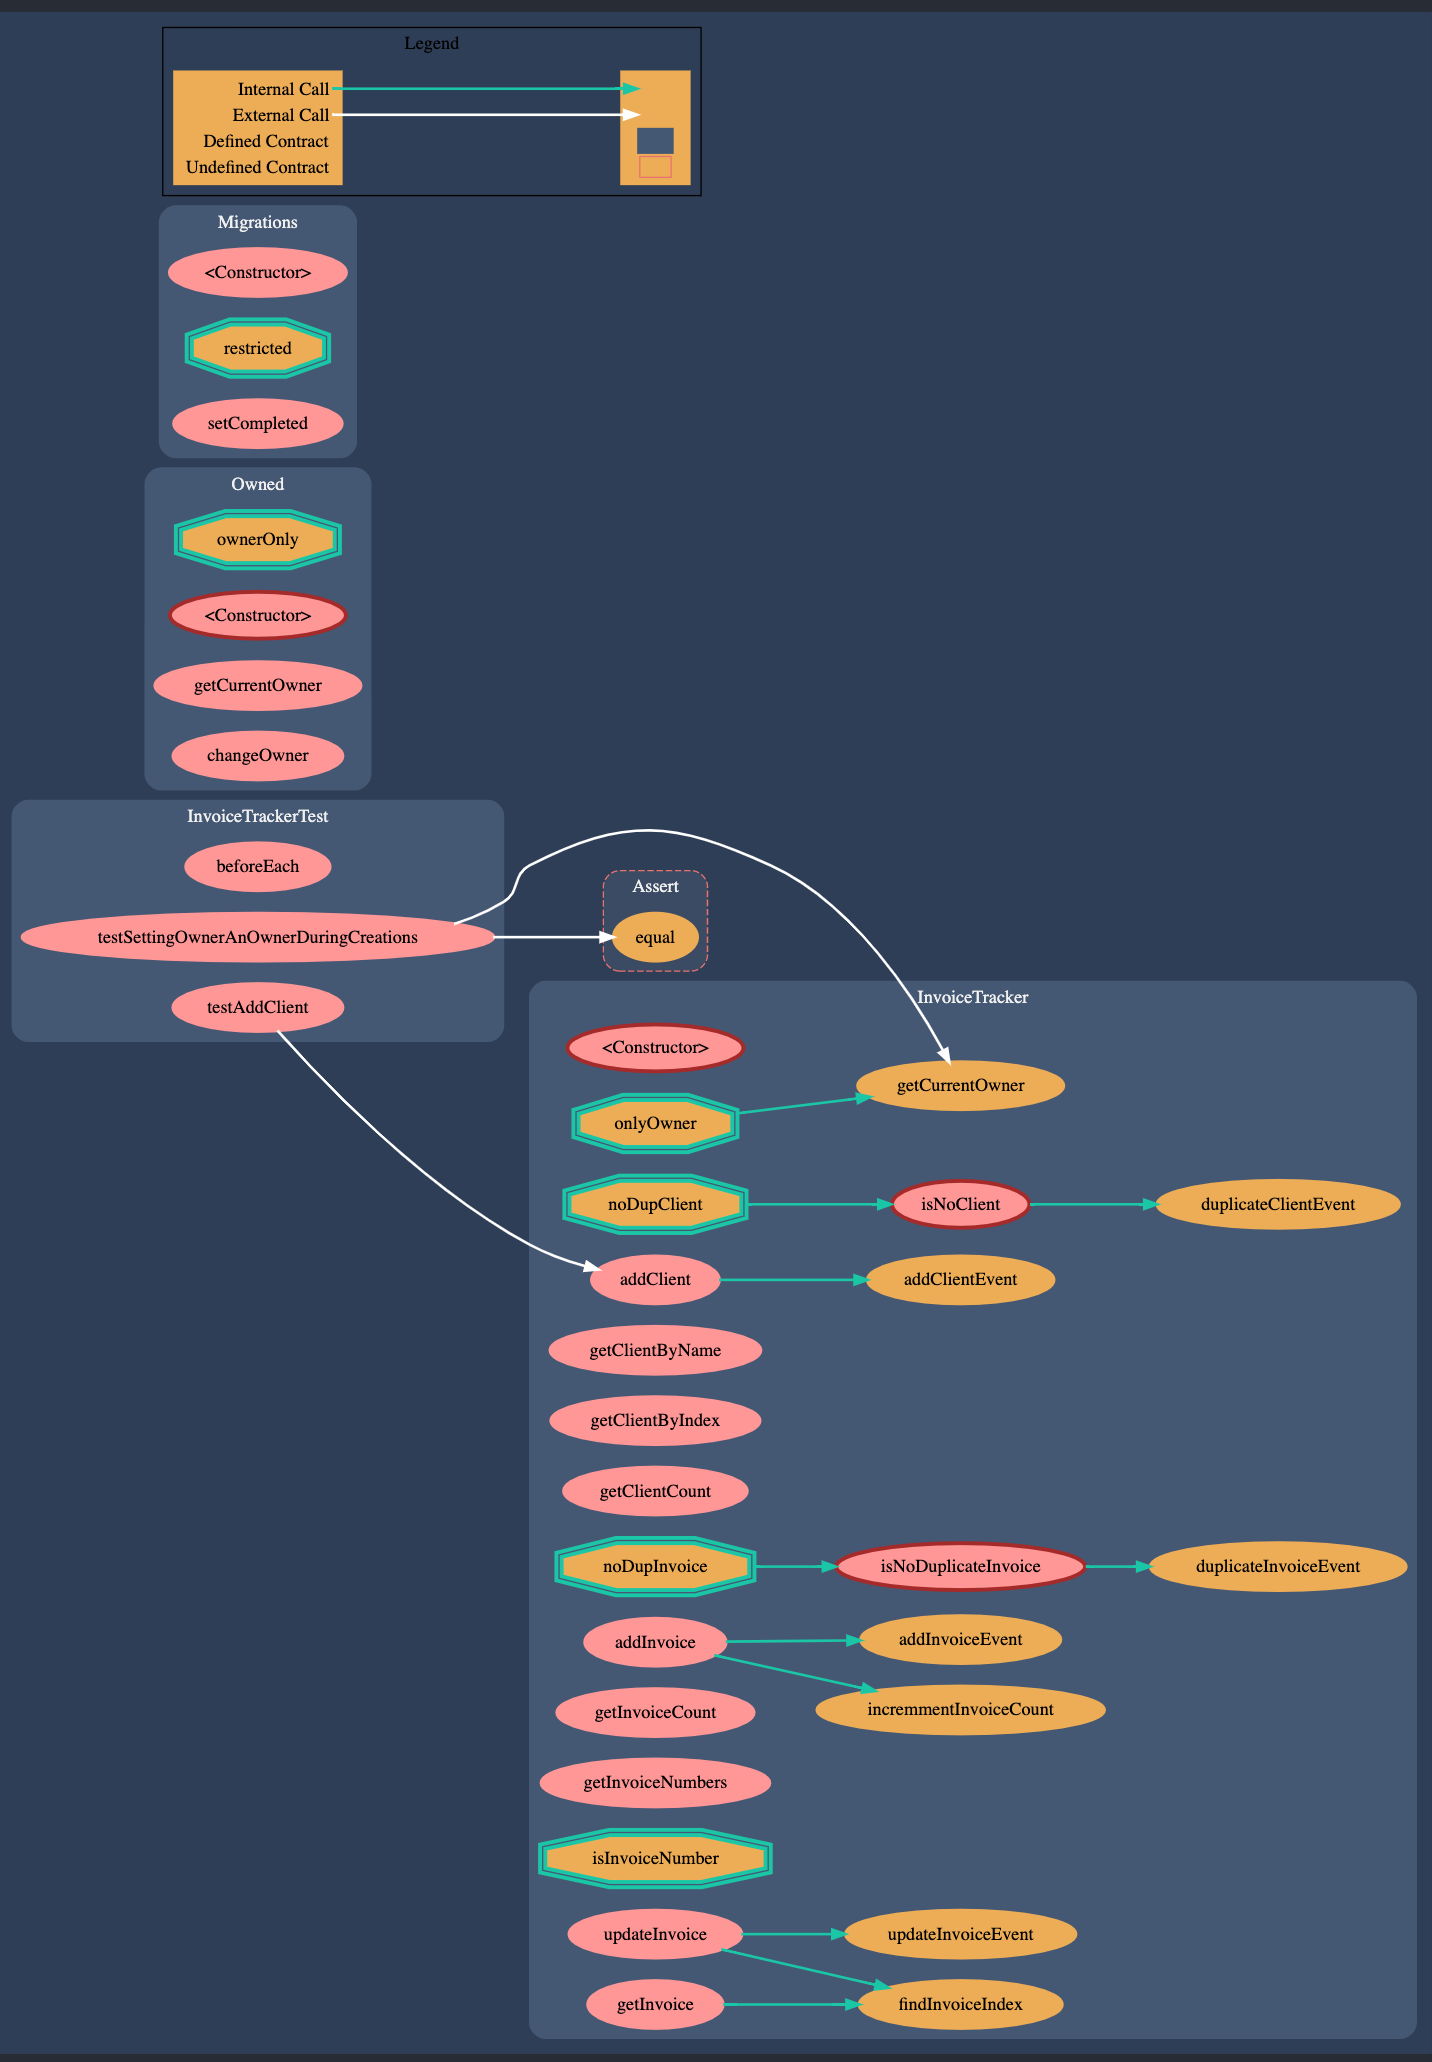 Legend
Internal Call
External Call
Defined Contract
Undefined Contract
Migrations
<Constructor>
restricted
setCompleted
Owned
ownerOnly
<Constructor>
getCurrentOwner
changeOwner
InvoiceTrackerTest
beforeEach
testSettingOwnerAnOwnerDuringCreations
testAddClient
Assert
equal
InvoiceTracker
<Constructor>
getCurrentOwner
onlyOwner
noDupClient
isNoClient
duplicateClientEvent
addClient
addClientEvent
getClientByName
getClientByIndex
getClientCount
noDupInvoice
isNoDuplicateInvoice
duplicateInvoiceEvent
addInvoice
addInvoiceEvent
getInvoiceCount
incremmentInvoiceCount
getInvoiceNumbers
isInvoiceNumber
updateInvoice
updateInvoiceEvent
getInvoice
findInvoiceIndex